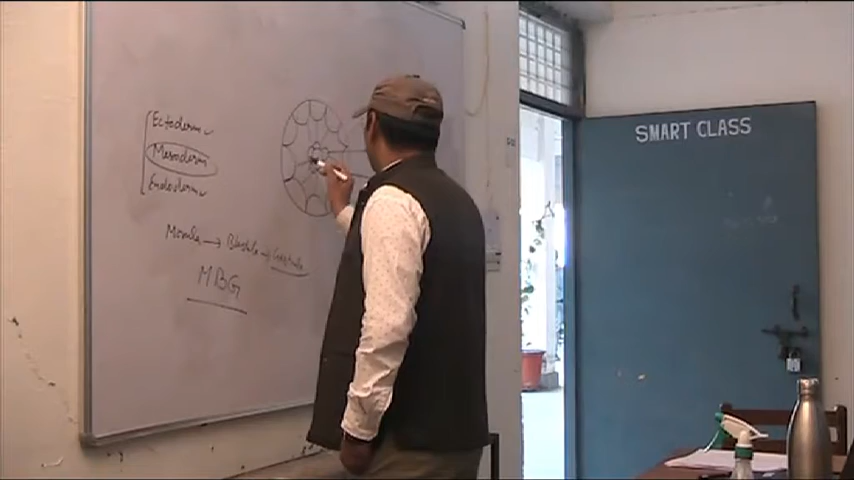 Ectoderm
Mesoderm
Endoderm
Morula → Blastula → Gastrula
MBG
SMART CLASS